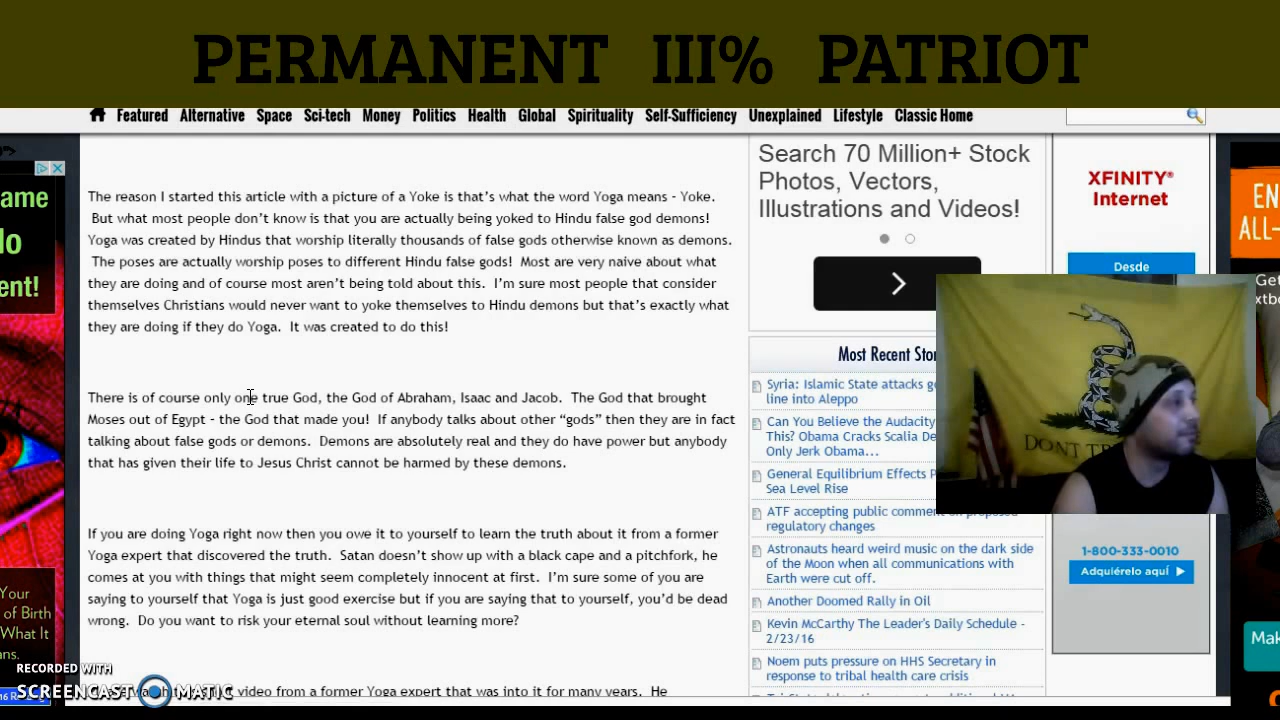 PERMANENT III% PATRIOT
Featured Alternative Space Sci-tech Money Politics Health Global Spirituality Self-Sufficiency Unexplained Lifestyle Classic Home
The reason I started this article with a picture of a Yoke is that's what the word Yoga means - Yoke.
But what most people don't know is that you are actually being yoked to Hindu false god demons!
Yoga was created by Hindus that worship literally thousands of false gods otherwise known as demons.
The poses are actually worship poses to different Hindu false gods! Most are very naive about what
they are doing and of course most aren't being told about this. I'm sure most people that consider
themselves Christians would never want to yoke themselves to Hindu demons but that's exactly what
they are doing if they do Yoga. It was created to do this!
There is of course only one true God, the God of Abraham, Isaac and Jacob. The God that brought
Moses out of Egypt - the God that made you! If anybody talks about other “gods” then they are in fact
talking about false gods or demons. Demons are absolutely real and they do have power but anybody
that has given their life to Jesus Christ cannot be harmed by these demons.
If you are doing Yoga right now then you owe it to yourself to learn the truth about it from a former
Yoga expert that discovered the truth. Satan doesn't show up with a black cape and a pitchfork, he
comes at you with things that might seem completely innocent at first. I'm sure some of you are
saying to yourself that Yoga is just good exercise but if you are saying that to yourself, you'd be dead
wrong. Do you want to risk your eternal soul without learning more?
video from a former Yoga expert that was into it for many years. He
Search 70 Million+ Stock
Photos, Vectors,
Illustrations and Videos!
Most Recent Stor
Syria: Islamic State attacks g
line into Aleppo
Can You Believe the Audacity
This? Obama Cracks Scalia De
Only Jerk Obama...
General Equilibrium Effects
Sea Level Rise
ATF accepting public comment on proposed
regulatory changes
Astronauts heard weird music on the dark side
of the Moon when all communications with
Earth were cut off.
Another Doomed Rally in Oil
Kevin McCarthy The Leader's Daily Schedule -
2/23/16
Noem puts pressure on HHS Secretary in
response to tribal health care crisis
XFINITY®
Internet
Desde
DONT TR
1-800-333-0010
Adquiérelo aquí
ame
lo
ent!
Your
of Birth
What It
ans.
EN
ALL-
Get
xtbo
Mak
RECORDED WITH
SCREENCAST MATIC